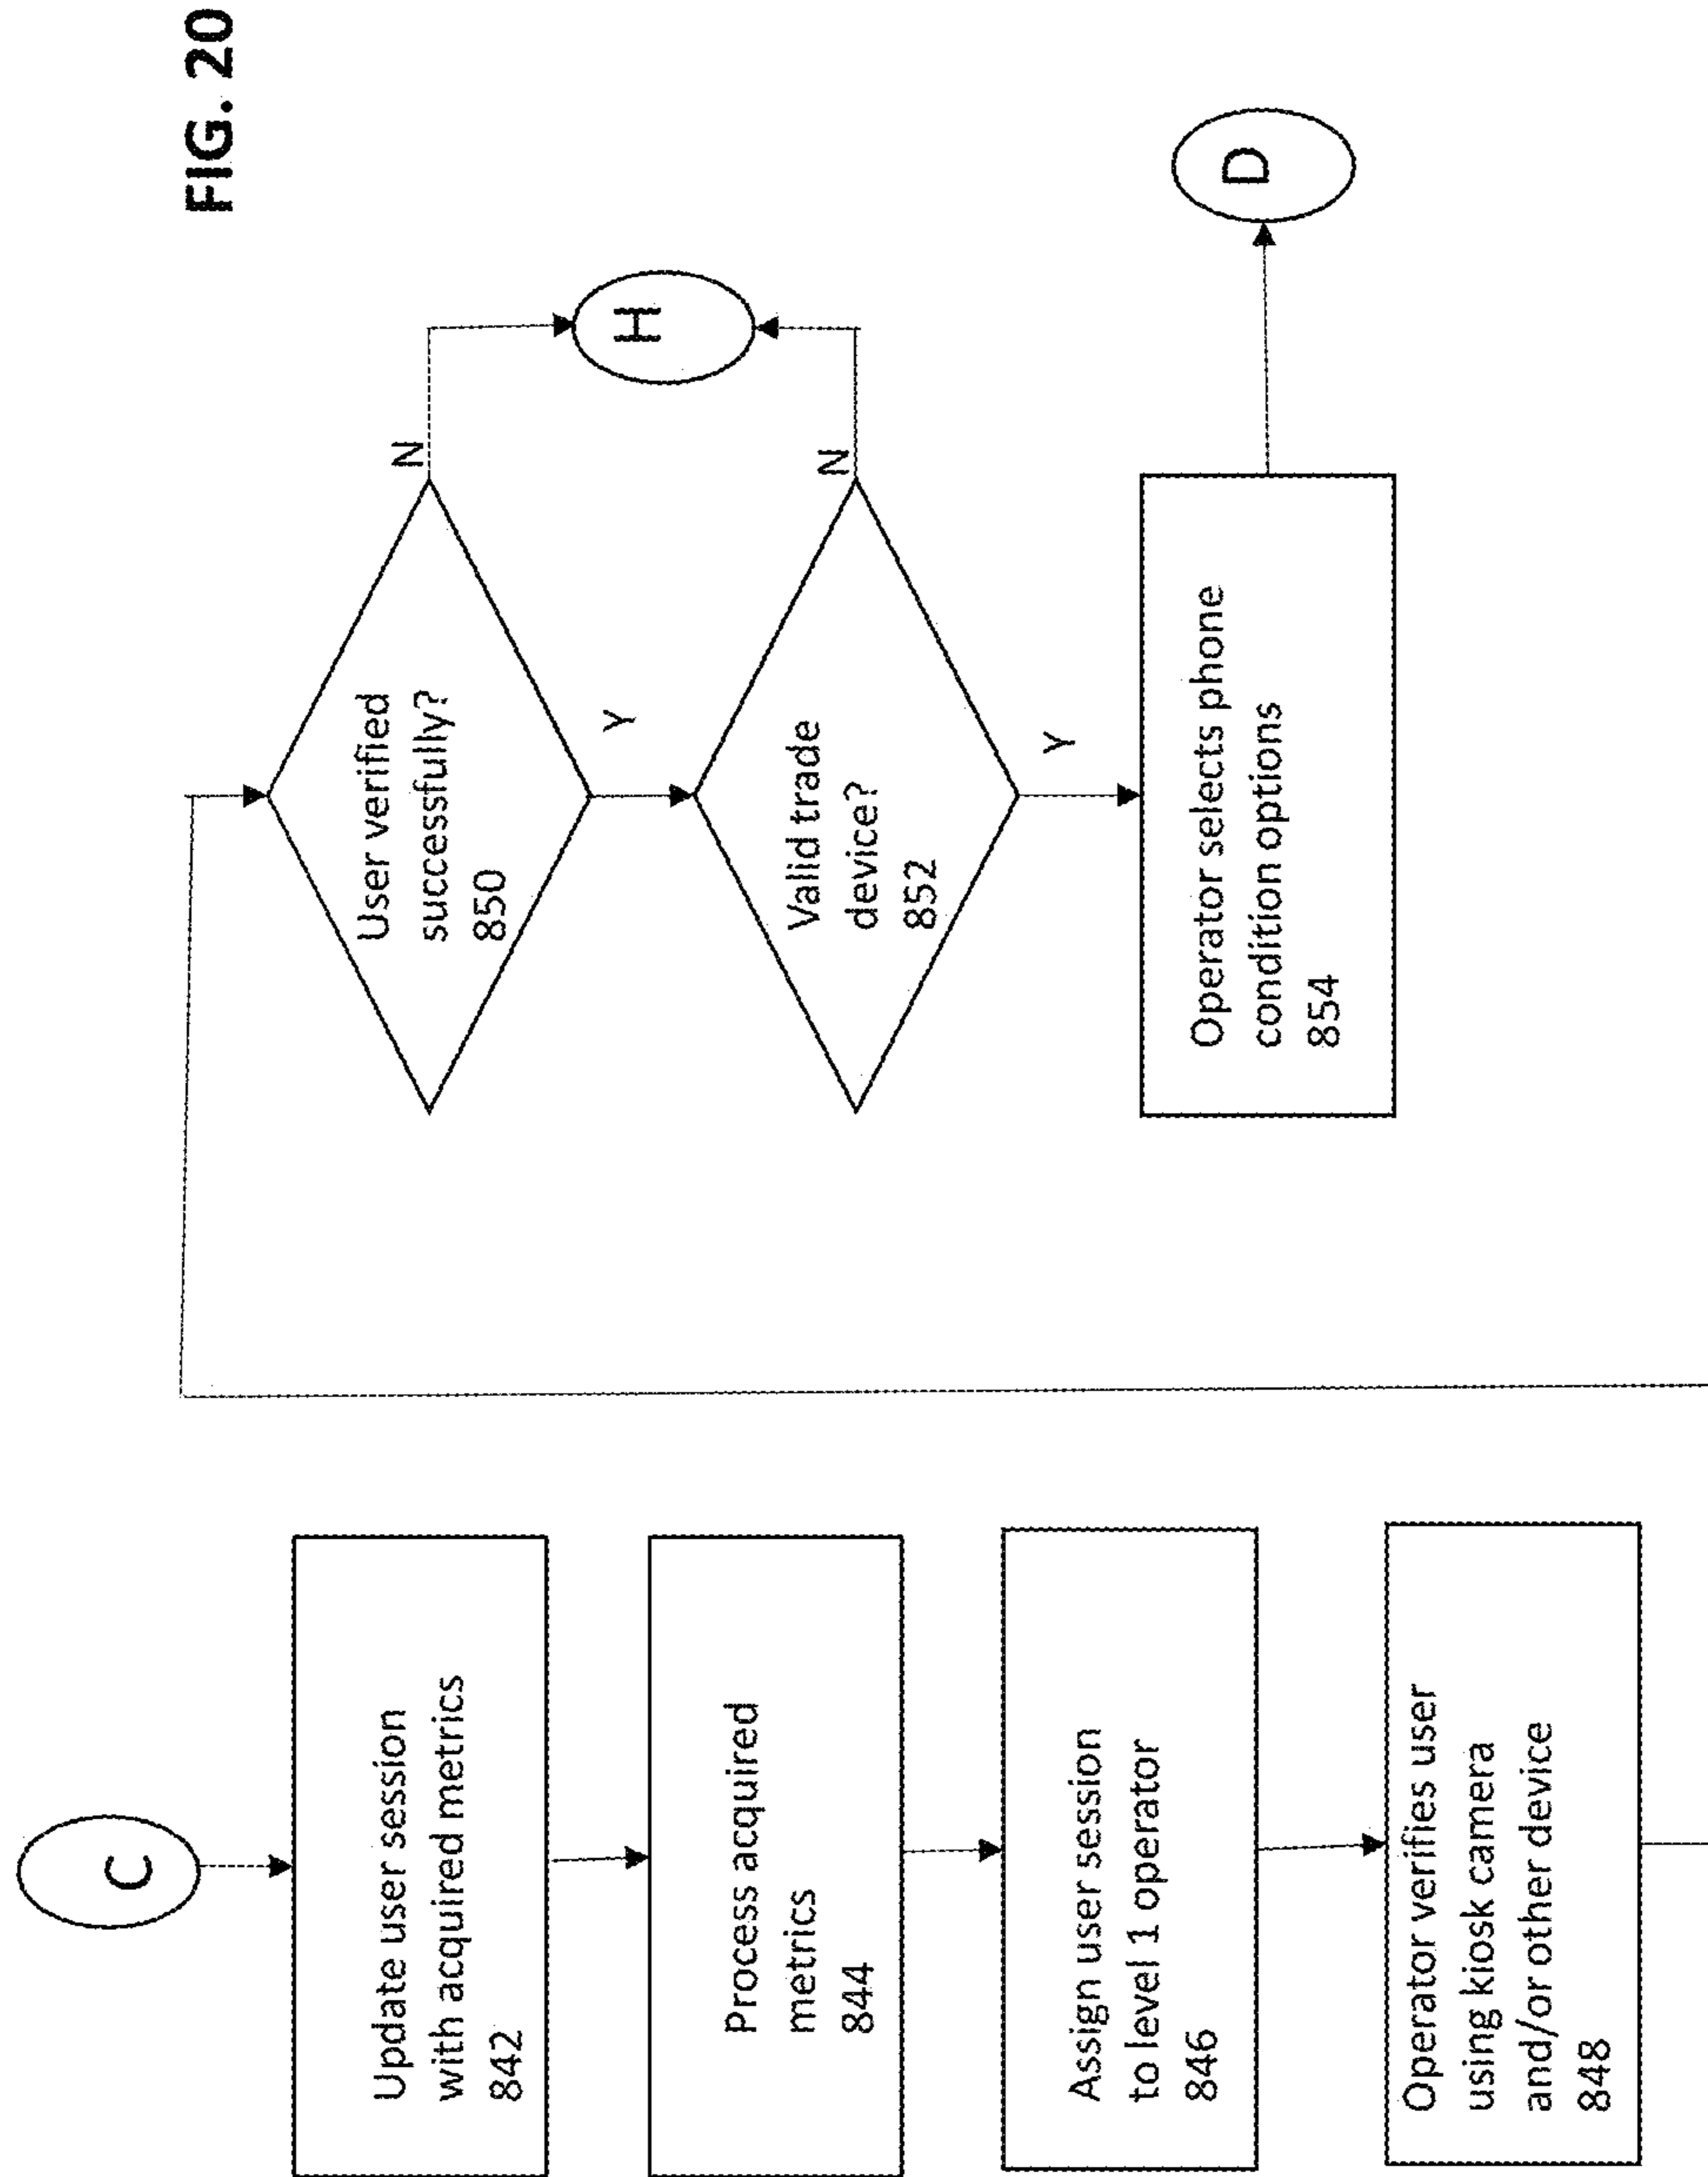 FIG. 20
C
Update user session
with acquired metrics
842
Process acquired
metrics
844
Assign user session
to level 1 operator
846
Operator verifies user
using kiosk camera
and/or other device
848
User verified
successfully?
850
N
H
Y
Valid trade
device?
852
N
Y
Operator selects phone
condition options
854
D